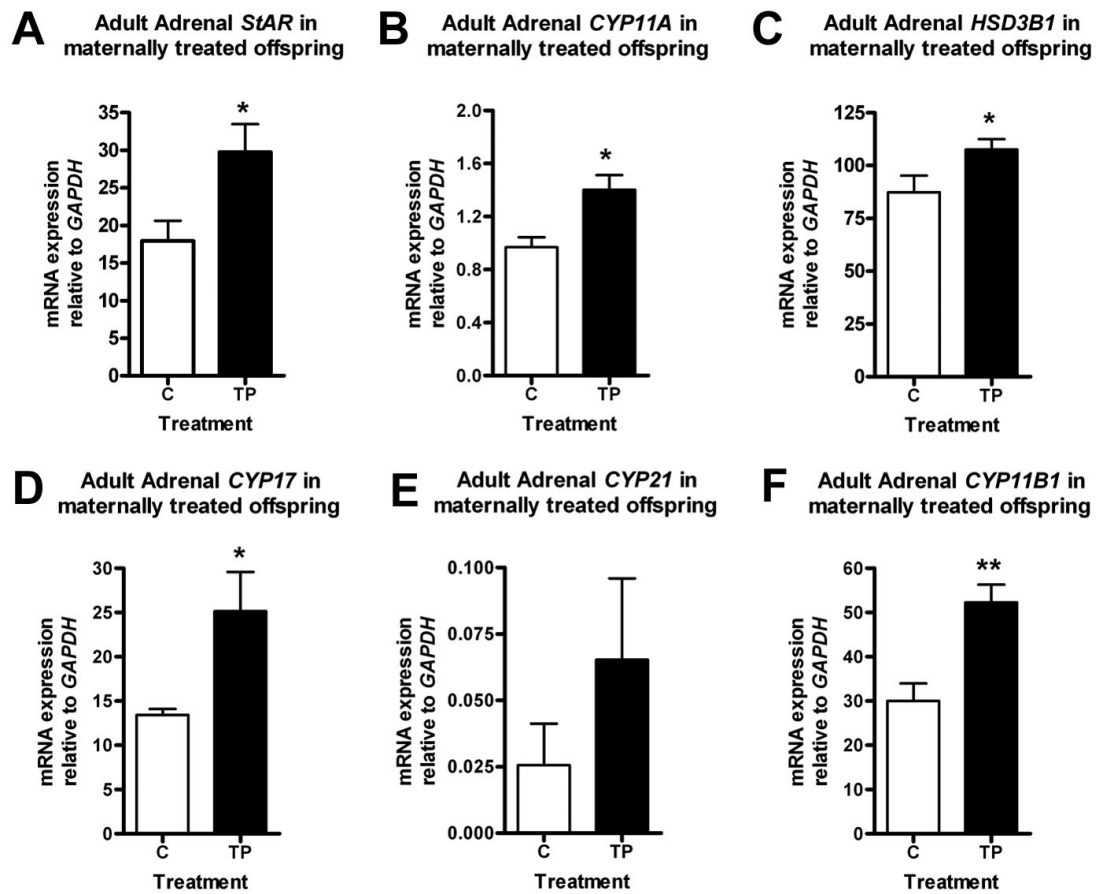 A
Adult Adrenal StAR in
maternally treated offspring
mRNA expression
relative to GAPDH
35
30
25
20
15
10
5
0
*
C
TP
Treatment
B
Adult Adrenal CYP11A in
maternally treated offspring
mRNA expression
relative to GAPDH
2.0
1.6
1.2
0.8
0.4
0.0
*
C
TP
Treatment
C
Adult Adrenal HSD3B1 in
maternally treated offspring
mRNA expression
relative to GAPDH
125
100
75
50
25
0
*
C
TP
Treatment
D
Adult Adrenal CYP17 in
maternally treated offspring
mRNA expression
relative to GAPDH
30
25
20
15
10
5
0
*
C
TP
Treatment
E
Adult Adrenal CYP21 in
maternally treated offspring
mRNA expression
relative to GAPDH
0.100
0.075
0.050
0.025
0.000
C
TP
Treatment
F
Adult Adrenal CYP11B1 in
maternally treated offspring
mRNA expression
relative to GAPDH
60
50
40
30
20
10
0
**
C
TP
Treatment